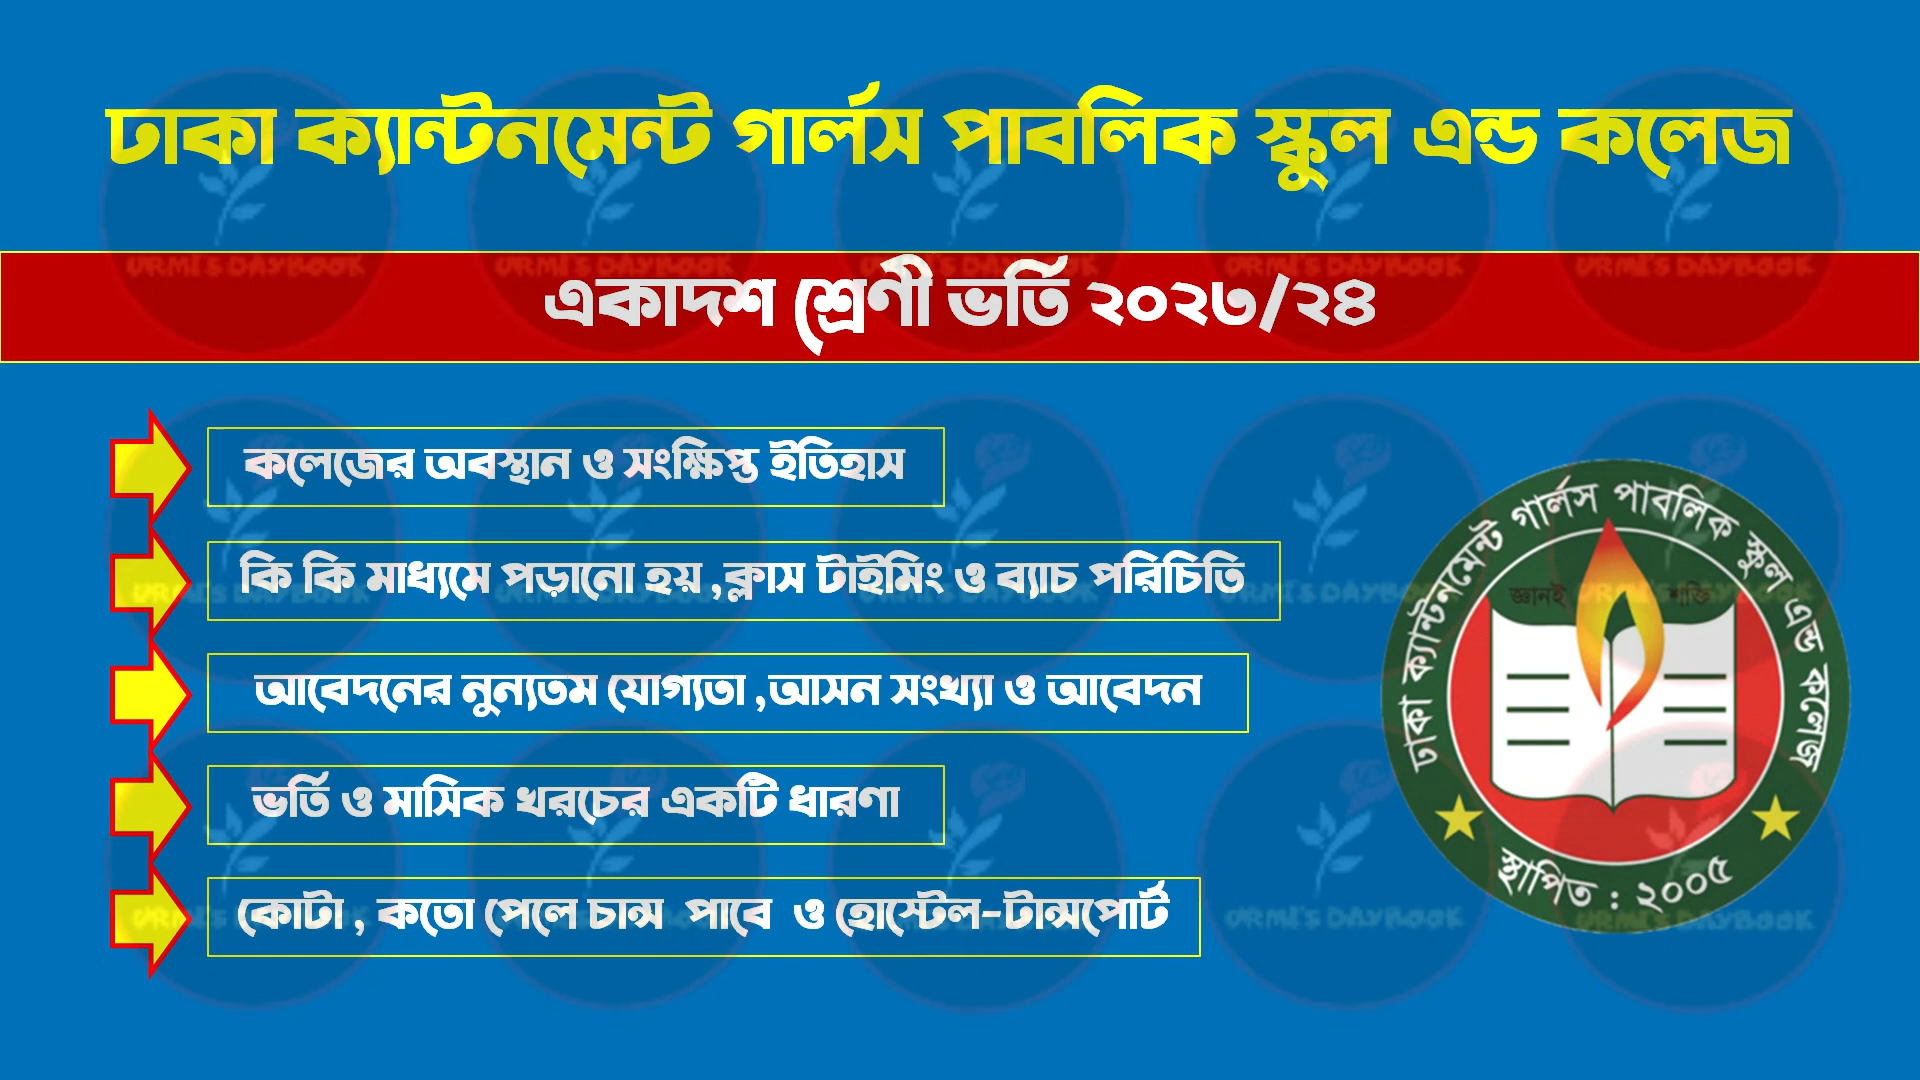 ঢাকা ক্যান্টনমেন্ট গার্লস পাবলিক স্কুল এন্ড কলেজ
একাদশ শ্রেণী ভর্তি ২০২৩/২৪
কলেজের অবস্থান ও সংক্ষিপ্ত ইতিহাস
কি কি মাধ্যমে পড়ানো হয় ,ক্লাস টাইমিং ও ব্যাচ পরিচিতি
আবেদনের নুন্যতম যোগ্যতা ,আসন সংখ্যা ও আবেদন
ভর্তি ও মাসিক খরচের একটি ধারণা
কোটা , কতো পেলে চান্স পাবে ও হোস্টেল-টান্সপোর্ট
ঢাকা ক্যান্টনমেন্ট গার্লস পাবলিক স্কুল এন্ড কলেজ
জ্ঞানই শক্তি
স্থাপিত : ২০০৫
URMI'S DAYBOOK